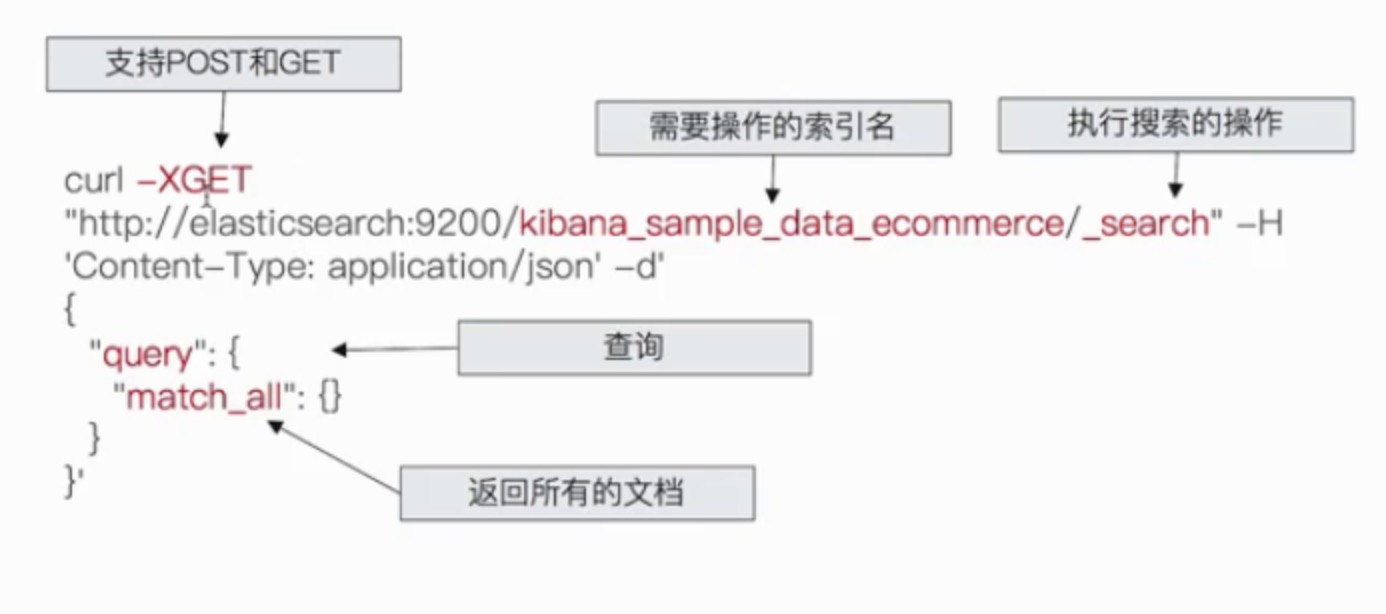 支持POST和GET
需要操作的索引名
执行搜索的操作
curl -XGET
"http://elasticsearch:9200/kibana_sample_data_ecommerce/_search" -H
'Content-Type: application/json' -d'
{
"query": {
查询
"match_all": {}
}
}'
返回所有的文档